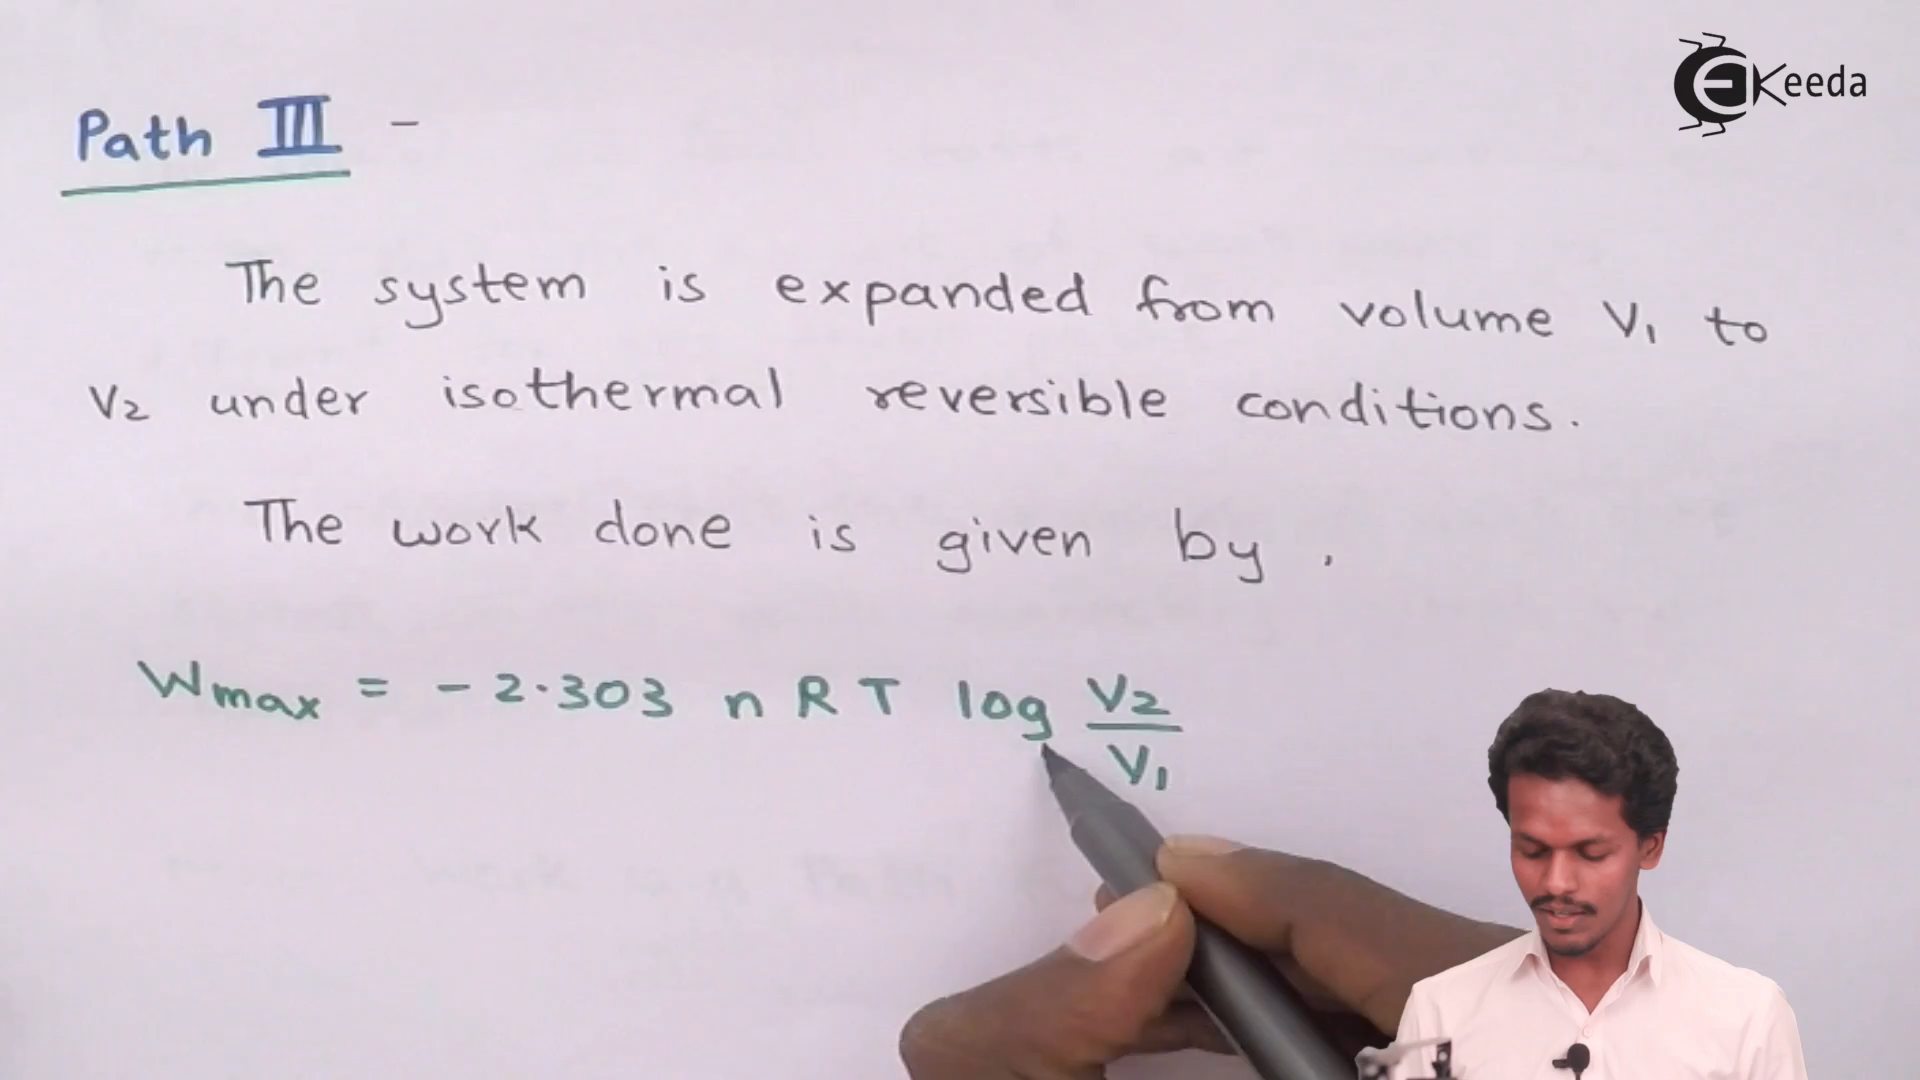 EKeeda
Path III -
The system is expanded from volume V₁ to
V₂ under isothermal reversible conditions.
The work done is given by,
Wmax = - 2.303 n R T log V₂/V₁